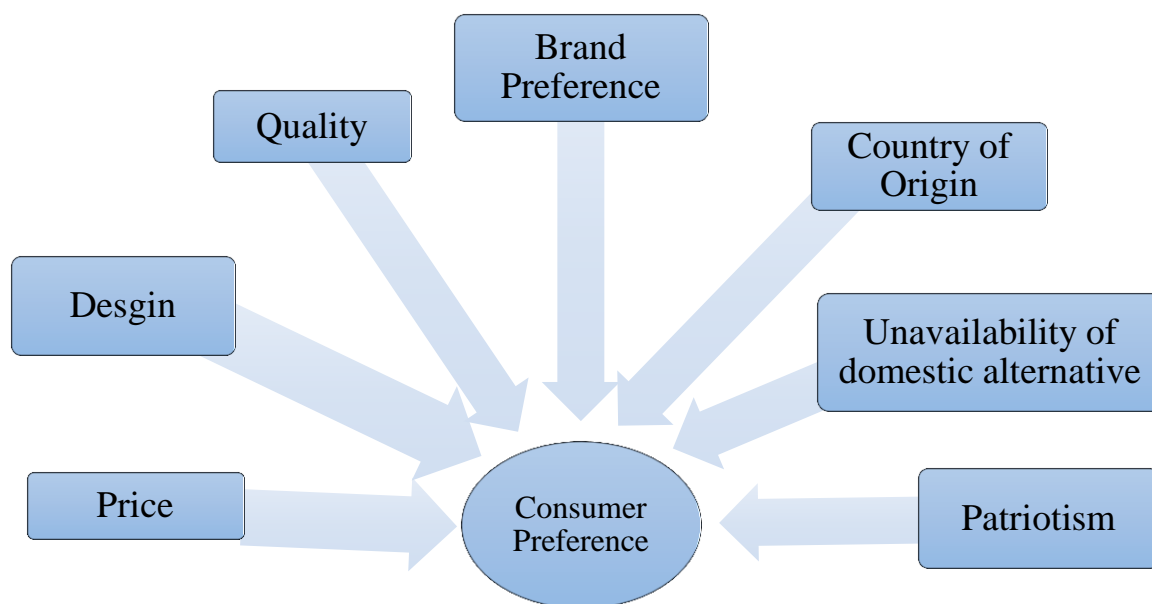 Brand
Preference
Quality
Country of
Origin
Desgin
Unavailability of
domestic alternative
Price
Consumer
Preference
Patriotism